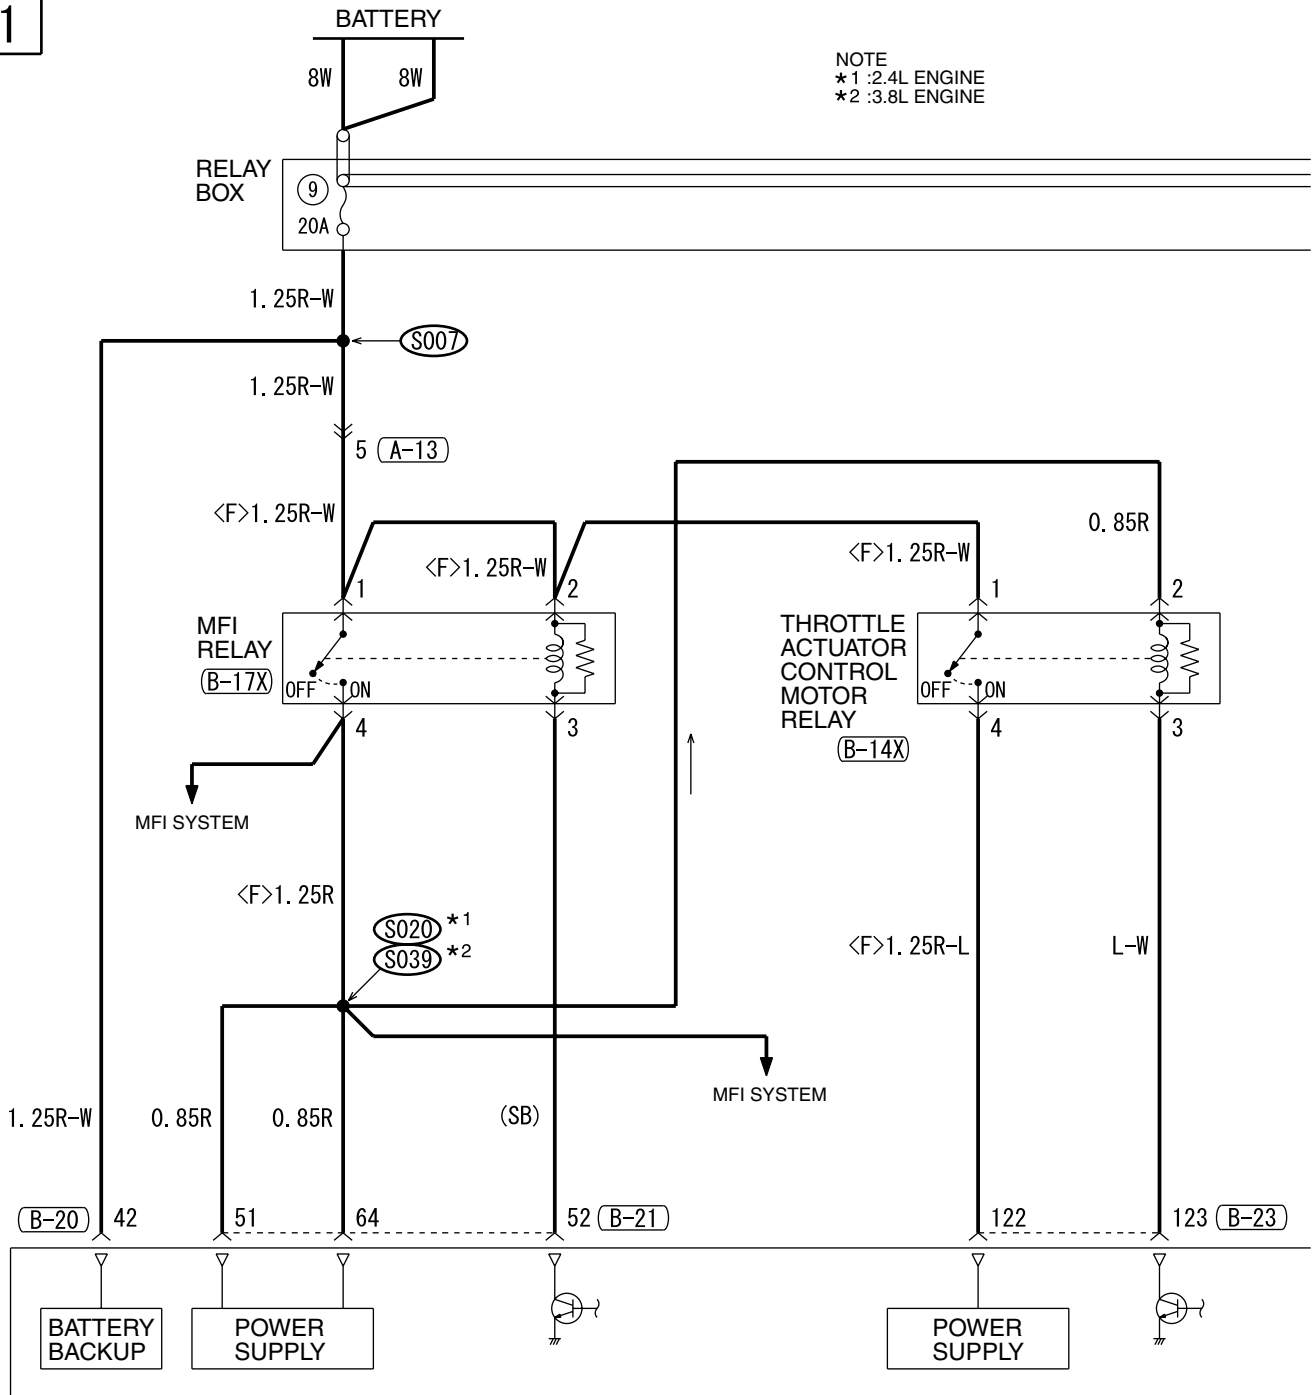 1
BATTERY
8W
8W
NOTE
*1 :2.4L ENGINE
*2 :3.8L ENGINE
RELAY
BOX
9
20A
1. 25R-W
S007
1. 25R-W
5
A-13
<F>1. 25R-W
<F>1. 25R-W
<F>1. 25R-W
0. 85R
1
2
1
2
MFI
RELAY
B-17X
OFF
ON
THROTTLE
ACTUATOR
CONTROL
MOTOR
RELAY
B-14X
OFF
ON
4
3
4
3
MFI SYSTEM
<F>1. 25R
S020 *1
S039 *2
<F>1. 25R-L
L-W
MFI SYSTEM
1. 25R-W
0. 85R
0. 85R
(SB)
B-20
42
51
64
52
B-21
122
123
B-23
BATTERY
BACKUP
POWER
SUPPLY
POWER
SUPPLY